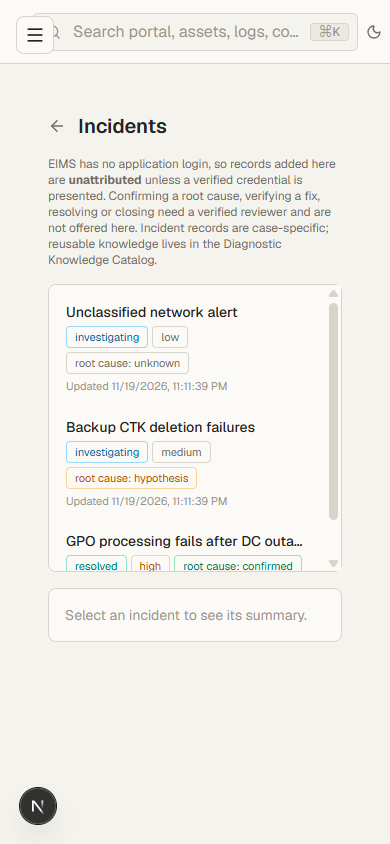 Search portal, assets, logs, co...
⌘K
Incidents
EIMS has no application login, so records added here
are unattributed unless a verified credential is
presented. Confirming a root cause, verifying a fix,
resolving or closing need a verified reviewer and are
not offered here. Incident records are case-specific;
reusable knowledge lives in the Diagnostic
Knowledge Catalog.
Unclassified network alert
investigating low
root cause: unknown
Updated 11/19/2026, 11:11:39 PM
Backup CTK deletion failures
investigating medium
root cause: hypothesis
Updated 11/19/2026, 11:11:39 PM
GPO processing fails after DC outa...
resolved high root cause: confirmed
Select an incident to see its summary.
N